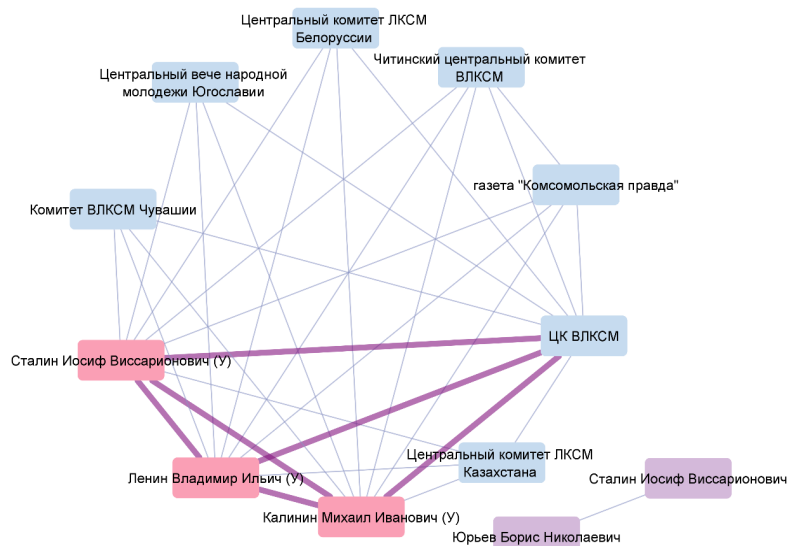 Центральный комитет ЛКСМ
Белоруссии
Читинский центральный комитет
ВЛКСМ
Центральный вече народной
молодежи Югославии
газета "Комсомольская правда"
Комитет ВЛКСМ Чувашии
ЦК ВЛКСМ
Сталин Иосиф Виссарионович (У)
Центральный комитет ЛКСМ
Казахстана
Ленин Владимир Ильич (У)
Сталин Иосиф Виссарионович
Калинин Михаил Иванович (У)
Юрьев Борис Николаевич